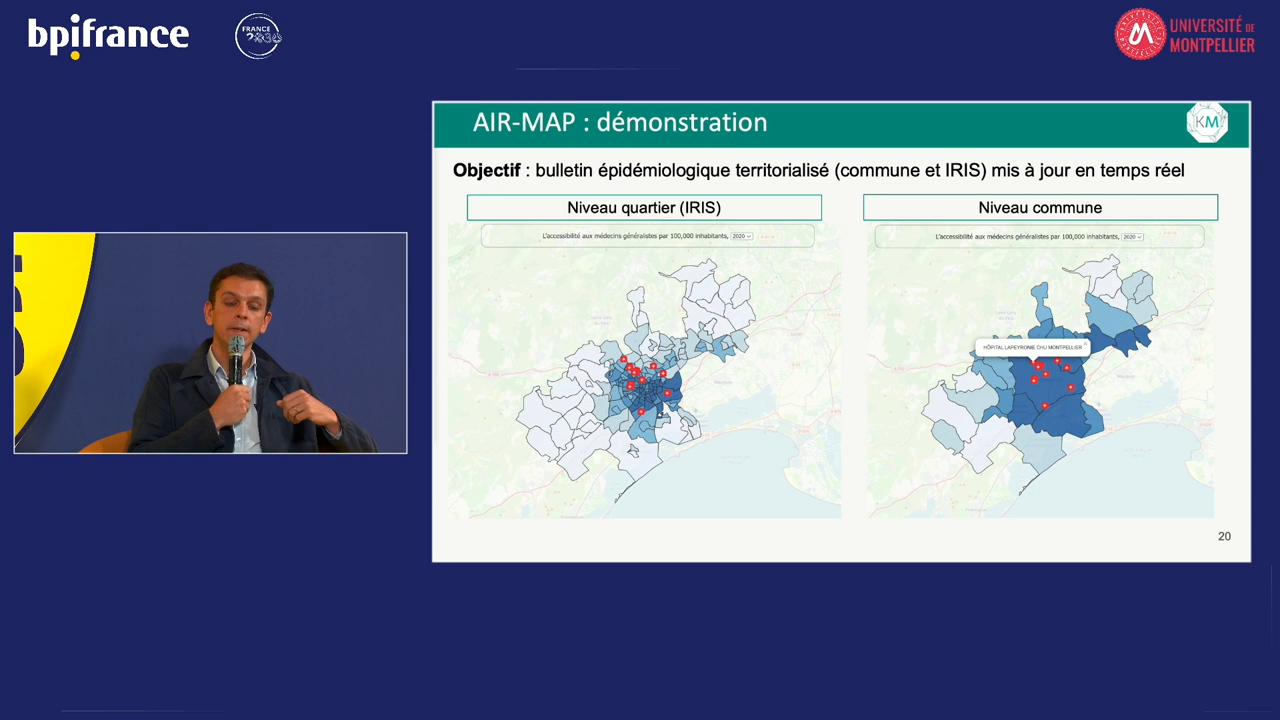 bpifrance
FRANCE
2030
UNIVERSITÉ DE
MONTPELLIER
AIR-MAP : démonstration
KM
Objectif : bulletin épidémiologique territorialisé (commune et IRIS) mis à jour en temps réel
Niveau quartier (IRIS)
Niveau commune
L'accessibilité aux médecins généralistes par 100,000 inhabitants, 2020
L'accessibilité aux médecins généralistes par 100,000 inhabitants, 2020
HÔPITAL LAPEYRONIE CHU MONTPELLIER
20